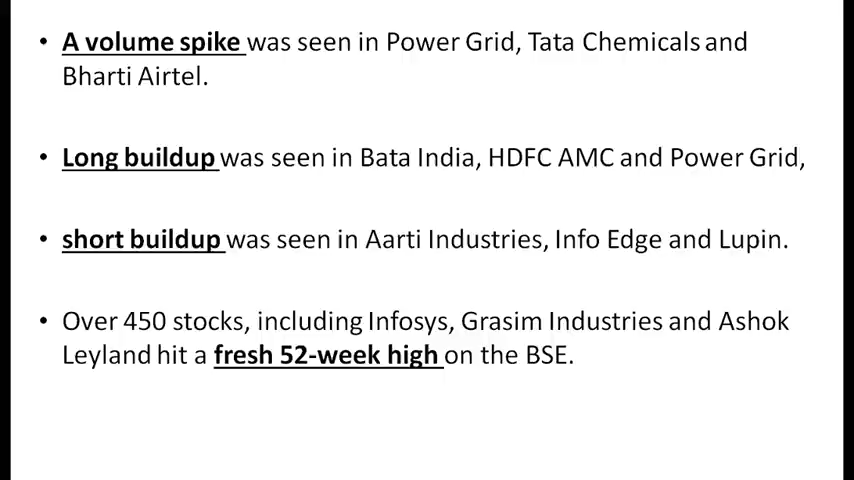 • A volume spike was seen in Power Grid, Tata Chemicals and
Bharti Airtel.
• Long buildup was seen in Bata India, HDFC AMC and Power Grid,
• short buildup was seen in Aarti Industries, Info Edge and Lupin.
• Over 450 stocks, including Infosys, Grasim Industries and Ashok
Leyland hit a fresh 52-week high on the BSE.